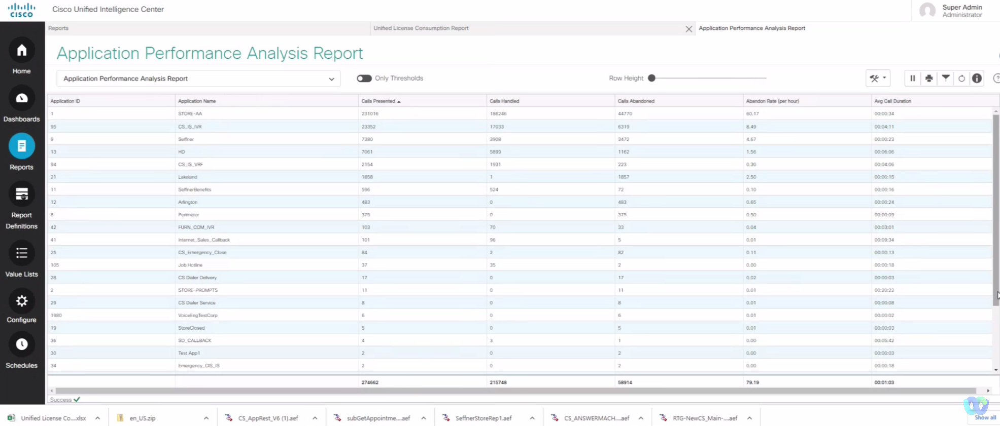 CISCO
Cisco Unified Intelligence Center
Super Admin
Administrator
Reports
Unified License Consumption Report
Application Performance Analysis Report
Application Performance Analysis Report
Application Performance Analysis Report
Only Thresholds
Row Height
Home
Dashboards
Reports
Report
Definitions
Value Lists
Configure
Schedules
Application ID Application Name Calls Presented Calls Handled Calls Abandoned Abandon Rate (per hour) Avg Call Duration
1 STORE-AA 231016 186246 44770 60.17 00:00:34
95 CS_IS_IVR 23352 17033 6319 8.49 00:04:11
9 Seffner 7380 3908 3472 4.67 00:00:23
13 HD 7061 5899 1162 1.56 00:06:06
94 CS_IS_VRF 2154 1931 223 0.30 00:04:06
21 Lakeland 1858 1 1857 2.50 00:00:15
11 SeffnerBenefits 596 524 72 0.10 00:00:16
12 Arlington 483 0 483 0.65 00:00:24
8 Perimeter 375 0 375 0.50 00:00:09
42 FURN_COM_IVR 103 70 33 0.04 00:03:01
41 Internet_Sales_Callback 101 96 5 0.01 00:09:34
25 CS_Emergency_Close 84 2 82 0.11 00:00:13
105 Job Hotline 37 35 2 0.00 00:00:18
28 CS Dialer Delivery 17 0 17 0.02 00:00:03
2 STORE-PROMPTS 11 0 11 0.01 00:20:22
29 CS Dialer Service 8 0 8 0.01 00:00:08
1980 VoiceEngTestCorp 6 0 6 0.01 00:00:02
19 StoreClosed 5 0 5 0.01 00:00:03
36 SD_CALLBACK 4 3 1 0.00 00:05:42
30 Test App1 2 0 2 0.00 00:00:03
34 Emergency_CIS_IS 2 0 2 0.00 00:00:18
274662 215748 58914 79.19 00:01:03
Success
Unified License Co....xlsx
en_US.zip
CS_AppRest_V6 (1).aef
subGetAppointme....aef
SeffnerStoreRep1.aef
CS_ANSWERMACH....aef
RTG-NewCS_Main-....aef
Show all